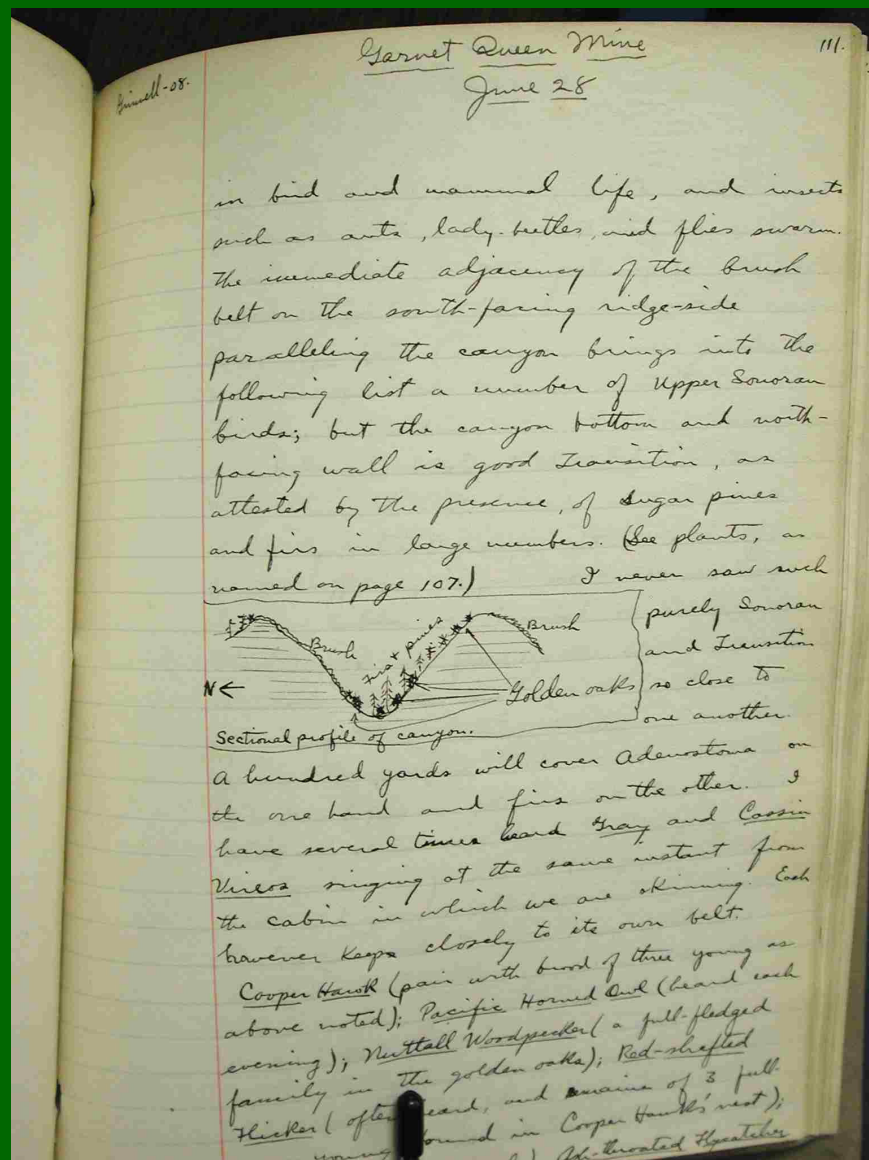 Garnet Queen Mine
111.
Grinnell-08.
June 28
in bird and mammal life, and insects
such as ants, lady-beetles, and flies swarm.
The immediate adjacency of the brush
belt on the south-facing ridge-side
paralleling the canyon brings into the
following list a number of Upper Sonoran
birds; but the canyon bottom and north-
facing wall is good Transition, as
attested by the presence, of sugar pines
and firs in large numbers. (See plants, as
named on page 107.) I never saw such
purely Sonoran
and Transition
so close to
one another.
Brush
firs & pines
Brush
N
Golden oaks
Sectional profile of canyon.
A hundred yards will cover Adenostoma on
the one hand and firs on the other. I
have several times heard Gray and Cassin
Vireos singing at the same instant from
the cabin in which we are skinning. Each
however keeps closely to its own belt.
Cooper Hawk (pair with brood of three young as
above noted); Pacific Horned Owl (heard each
evening); Nuttall Woodpecker (a full-fledged
family in the golden oaks); Red-shafted
Flicker (often heard, and remains of 3 full-
young found in Cooper Hawk's nest);
Ash-throated Flycatcher